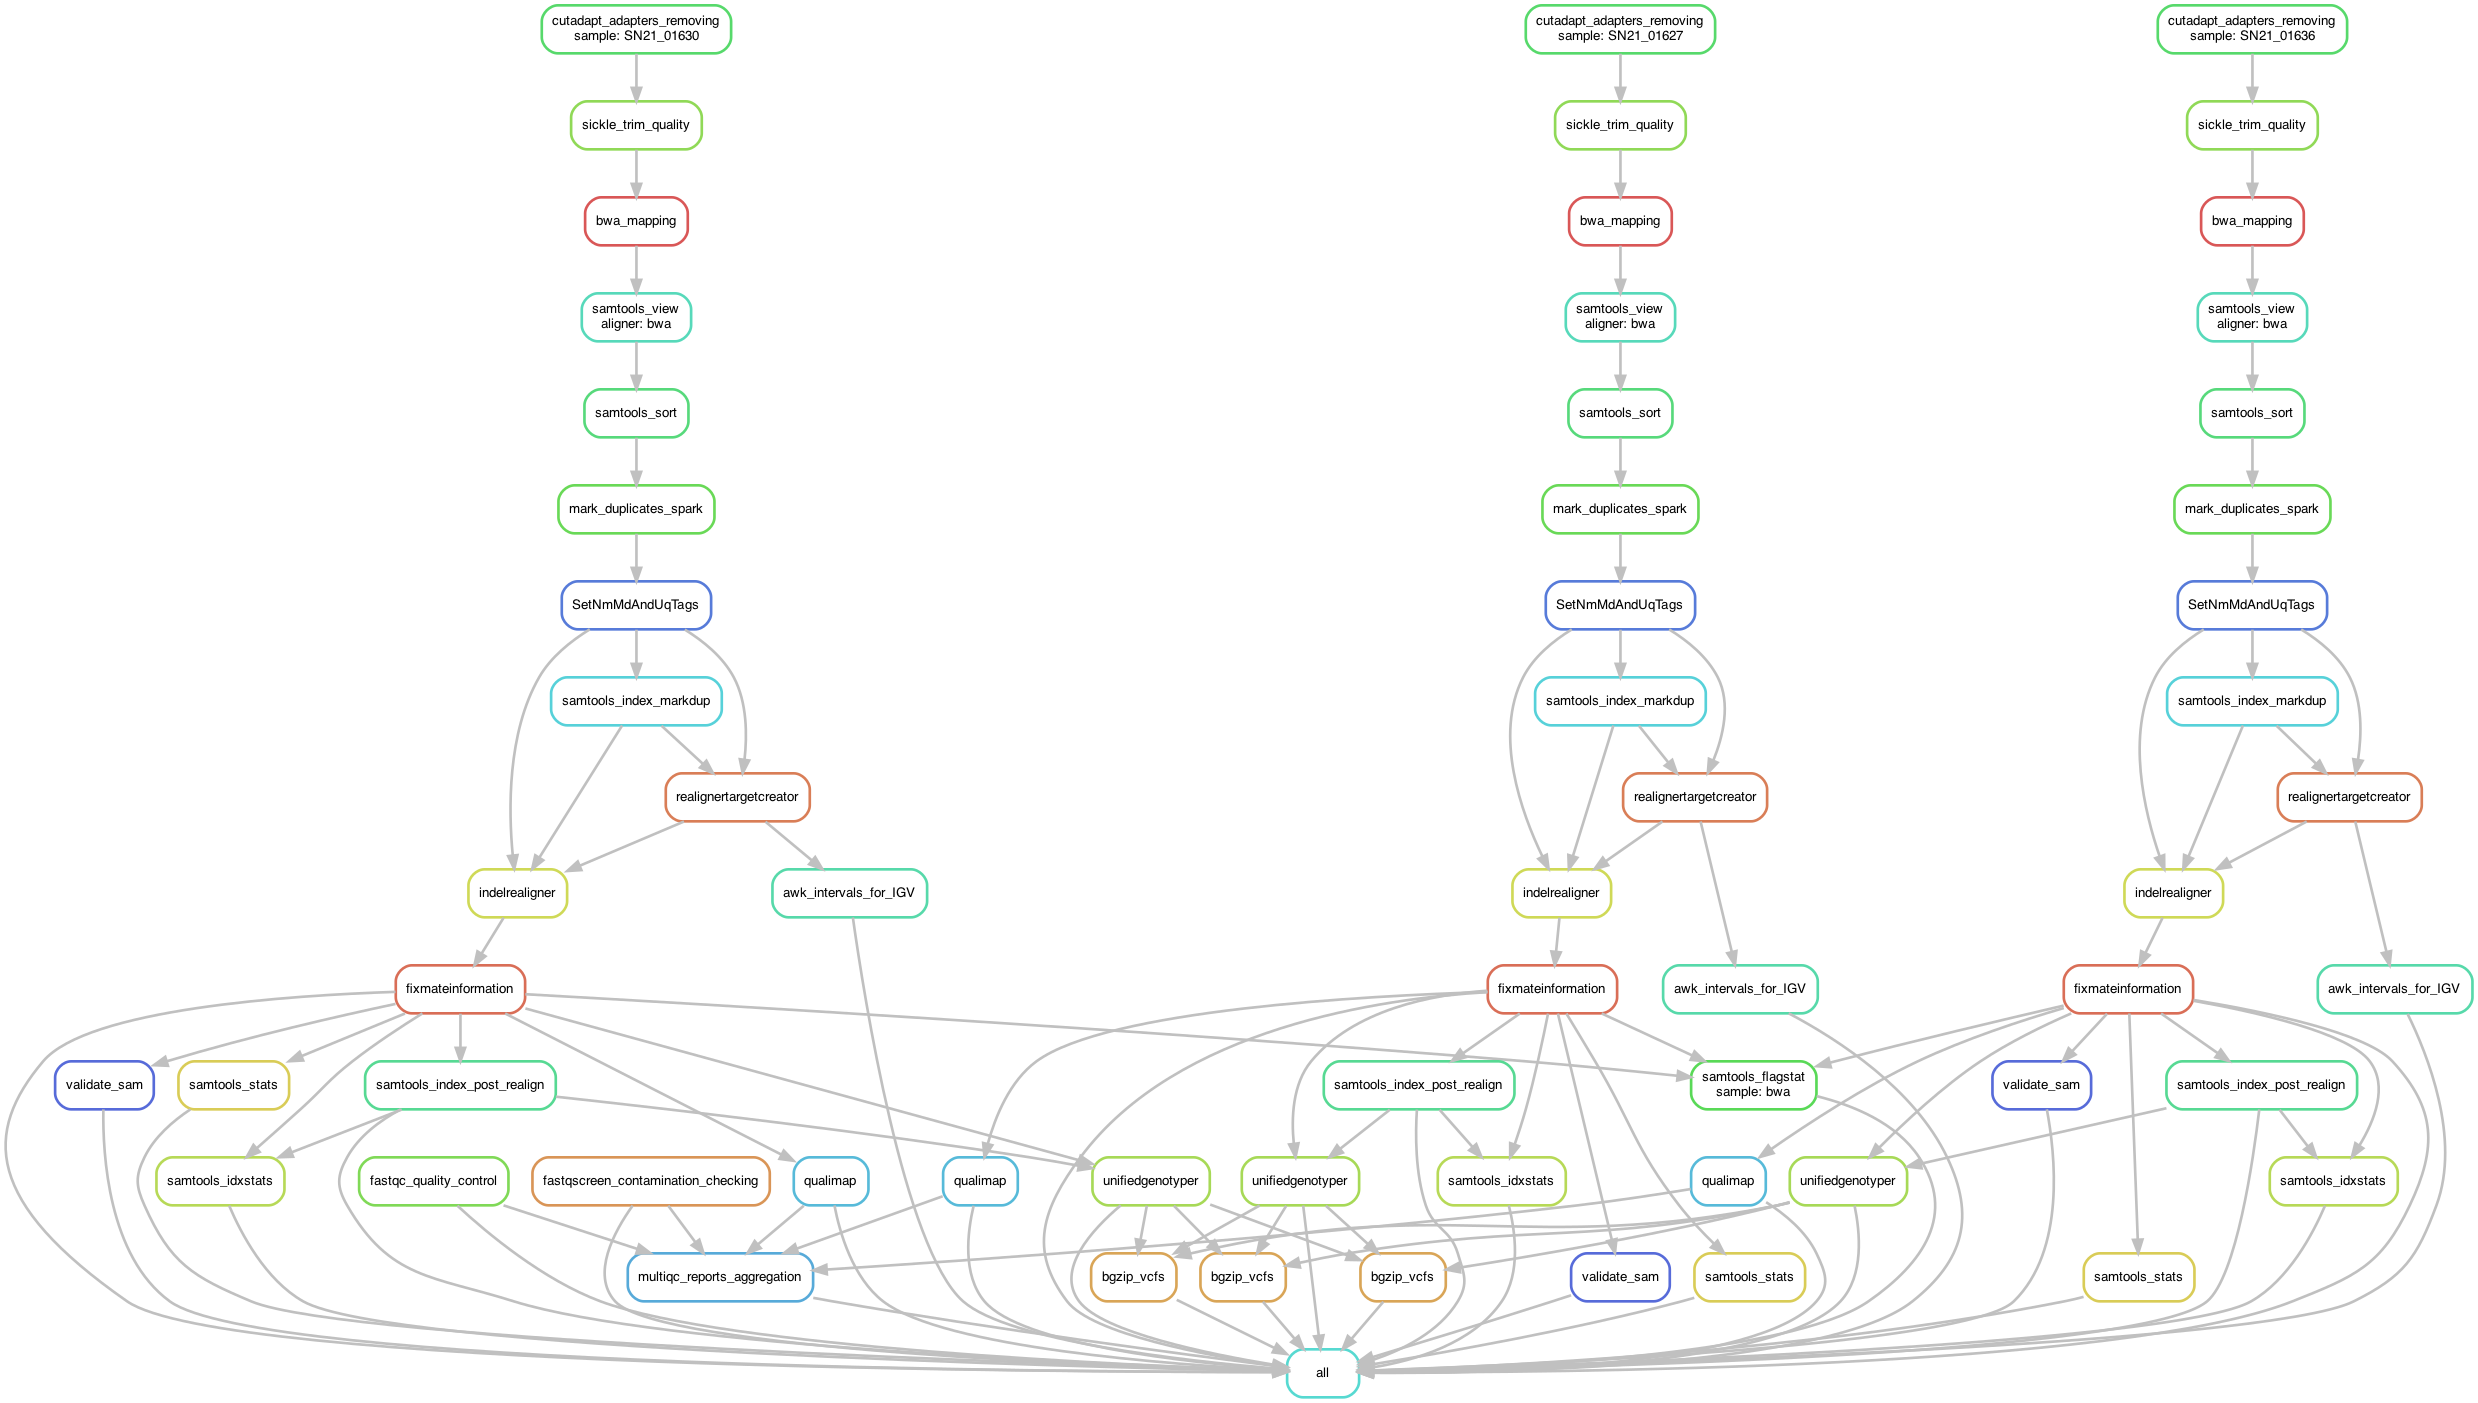 cutadapt_adapters_removing
sample: SN21_01630
cutadapt_adapters_removing
sample: SN21_01627
cutadapt_adapters_removing
sample: SN21_01636
sickle_trim_quality
sickle_trim_quality
sickle_trim_quality
bwa_mapping
bwa_mapping
bwa_mapping
samtools_view
aligner: bwa
samtools_view
aligner: bwa
samtools_view
aligner: bwa
samtools_sort
samtools_sort
samtools_sort
mark_duplicates_spark
mark_duplicates_spark
mark_duplicates_spark
SetNmMdAndUqTags
SetNmMdAndUqTags
SetNmMdAndUqTags
samtools_index_markdup
samtools_index_markdup
samtools_index_markdup
realignertargetcreator
realignertargetcreator
realignertargetcreator
indelrealigner
awk_intervals_for_IGV
indelrealigner
indelrealigner
fixmateinformation
fixmateinformation
awk_intervals_for_IGV
fixmateinformation
awk_intervals_for_IGV
validate_sam
samtools_stats
samtools_index_post_realign
samtools_index_post_realign
samtools_flagstat
sample: bwa
validate_sam
samtools_index_post_realign
samtools_idxstats
fastqc_quality_control
fastqscreen_contamination_checking
qualimap
qualimap
unifiedgenotyper
unifiedgenotyper
samtools_idxstats
qualimap
unifiedgenotyper
samtools_idxstats
multiqc_reports_aggregation
bgzip_vcfs
bgzip_vcfs
bgzip_vcfs
validate_sam
samtools_stats
samtools_stats
all